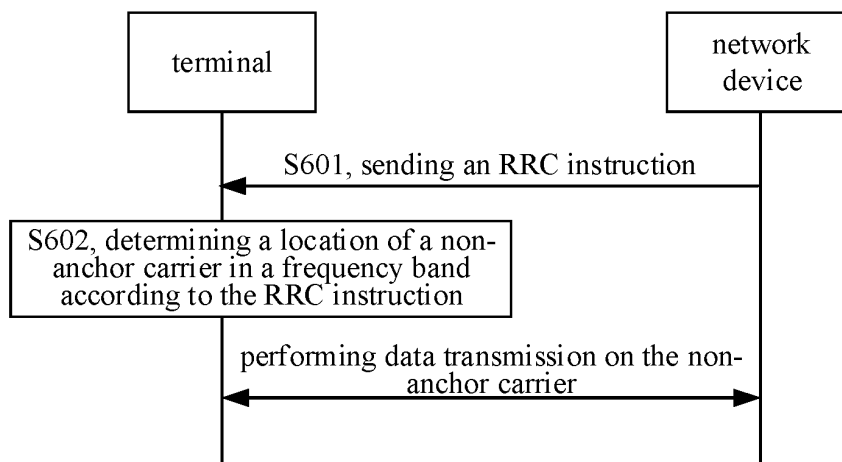 terminal
network
device
S601, sending an RRC instruction
S602, determining a location of a non-
anchor carrier in a frequency band
according to the RRC instruction
performing data transmission on the non-
anchor carrier